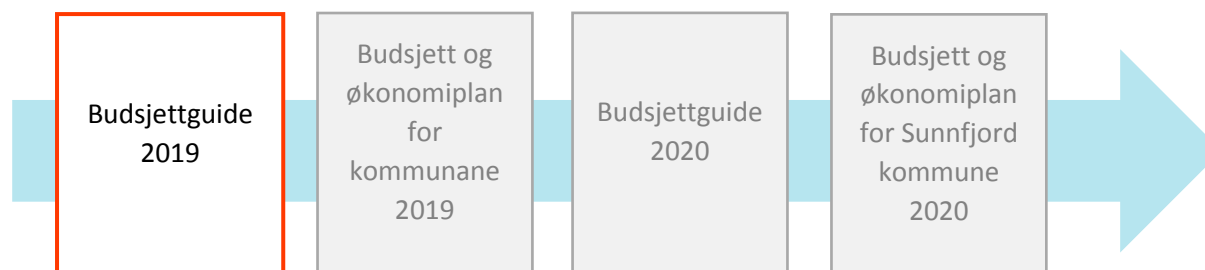 Budsjettguide
2019
Budsjett og
økonomiplan
for
kommunane
2019
Budsjettguide
2020
Budsjett og
økonomiplan
for Sunnfjord
kommune
2020